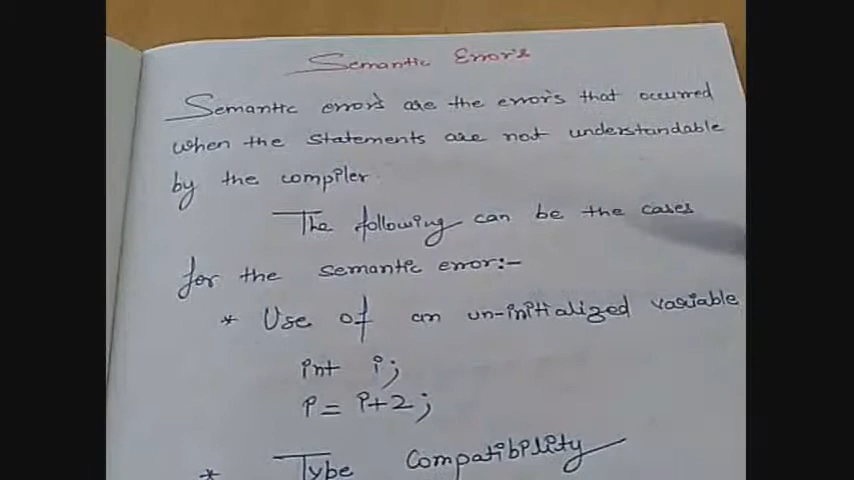 Semantic Errors
Semantic errors are the errors that occurred
when the statements are not understandable
by the compiler.
The following can be the cases
for the semantic error:-
* Use of an un-initialized variable
int i;
i = i+2;
* Type Compatibility